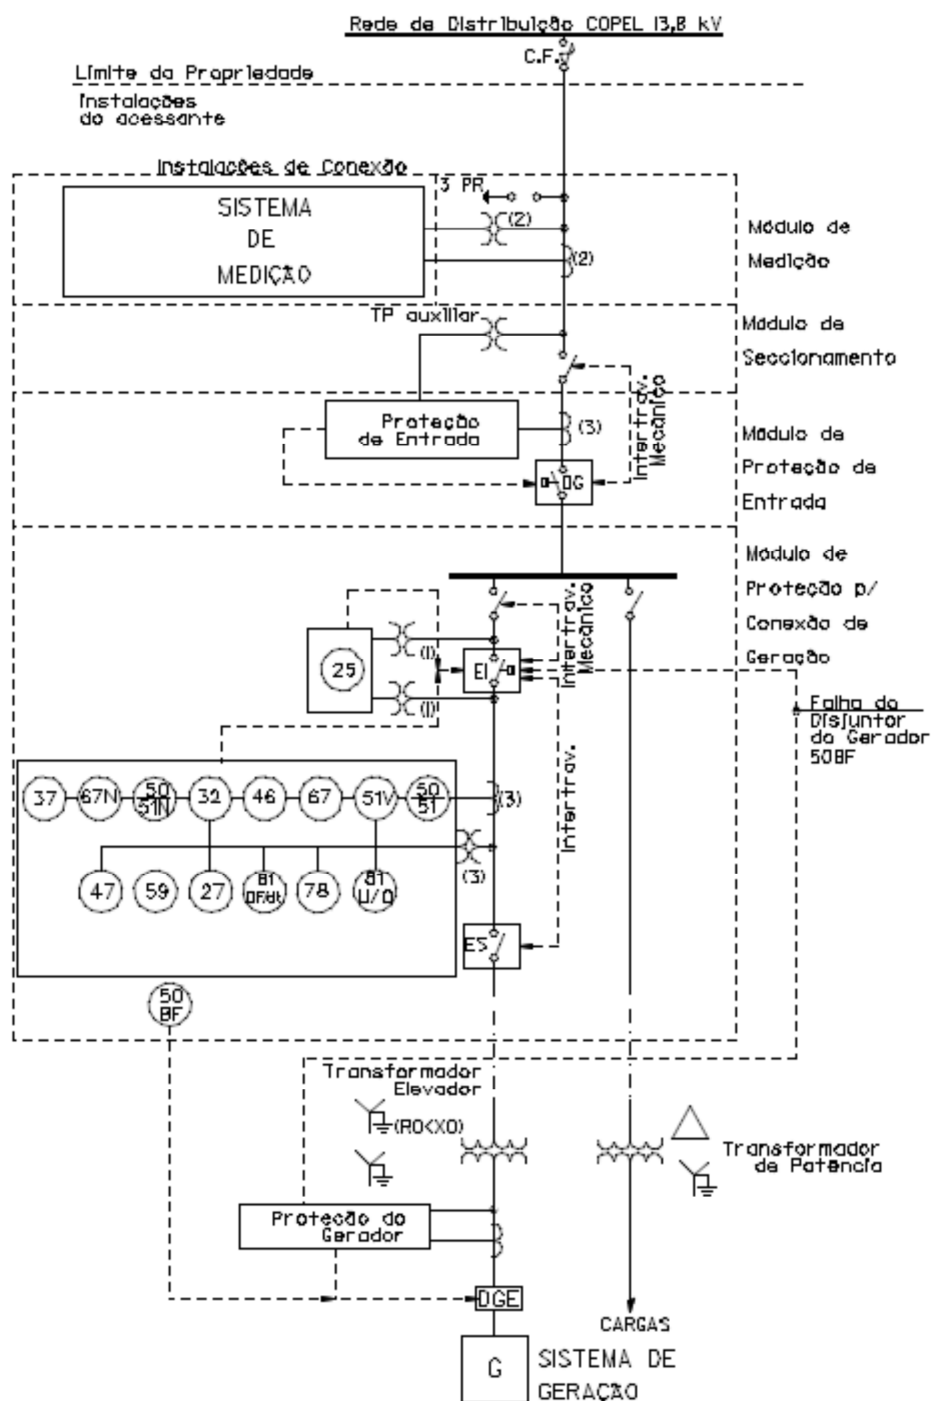 Rede de Distribuição COPEL 13,8 kV
C.F.
Limite da Propriedade
Instalações
do acessante
Instalações de Conexão
3 PR
SISTEMA
DE
MEDIÇÃO
(2)
(2)
Módulo de
Medição
TP auxiliar
Módulo de
Seccionamento
Intertrav.
Mecânico
Proteção
de Entrada
(3)
DG
Módulo de
Proteção de
Entrada
Módulo de
Proteção p/
Conexão de
Geração
Intertrav.
Mecânico
25
(1)
(1)
EI
Falha do
Disjuntor
do Gerador
50BF
37
67N
50
51N
32
46
67
51V
50
51
(3)
Intertrav.
47
59
27
81
78
81
U/O
(3)
ES
50
BF
Transformador
Elevador
(R0<X0)
Transformador
de Potência
Proteção do
Gerador
DGE
CARGAS
G
SISTEMA DE
GERAÇÃO